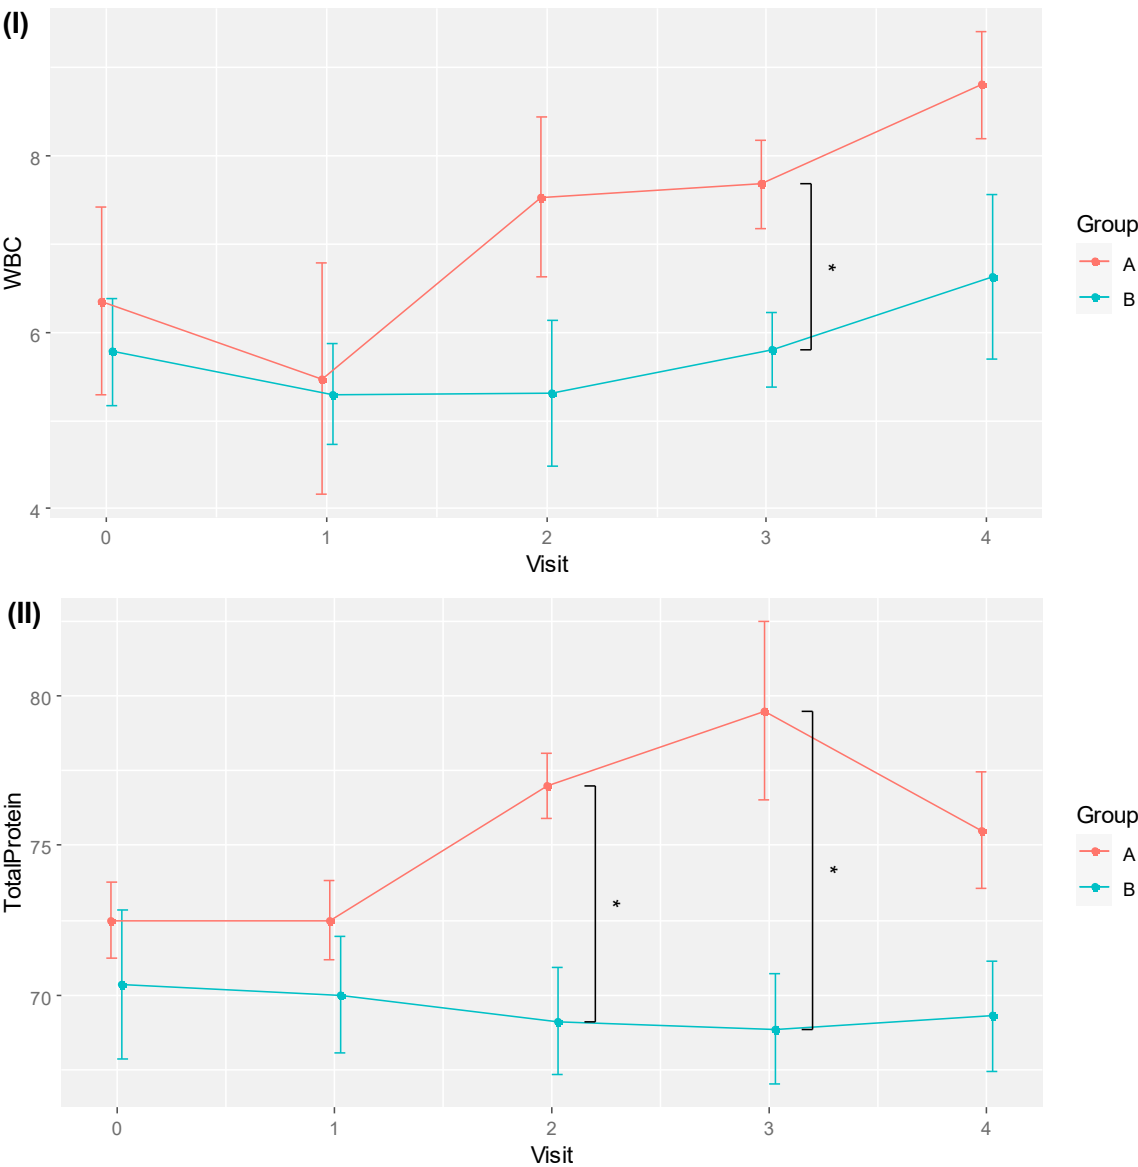 (I)
WBC
8
6
4
*
0 1 2 3 4
Visit
Group
A
B
(II)
TotalProtein
80
75
70
*
*
0 1 2 3 4
Visit
Group
A
B